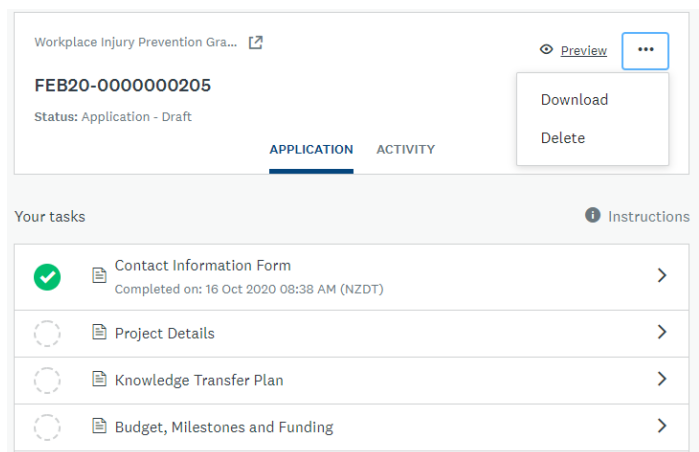 Workplace Injury Prevention Gra...
Preview
FEB20-0000000205
Download
Status: Application - Draft
Delete
APPLICATION ACTIVITY
Your tasks
Instructions
Contact Information Form
Completed on: 16 Oct 2020 08:38 AM (NZDT)
Project Details
Knowledge Transfer Plan
Budget, Milestones and Funding